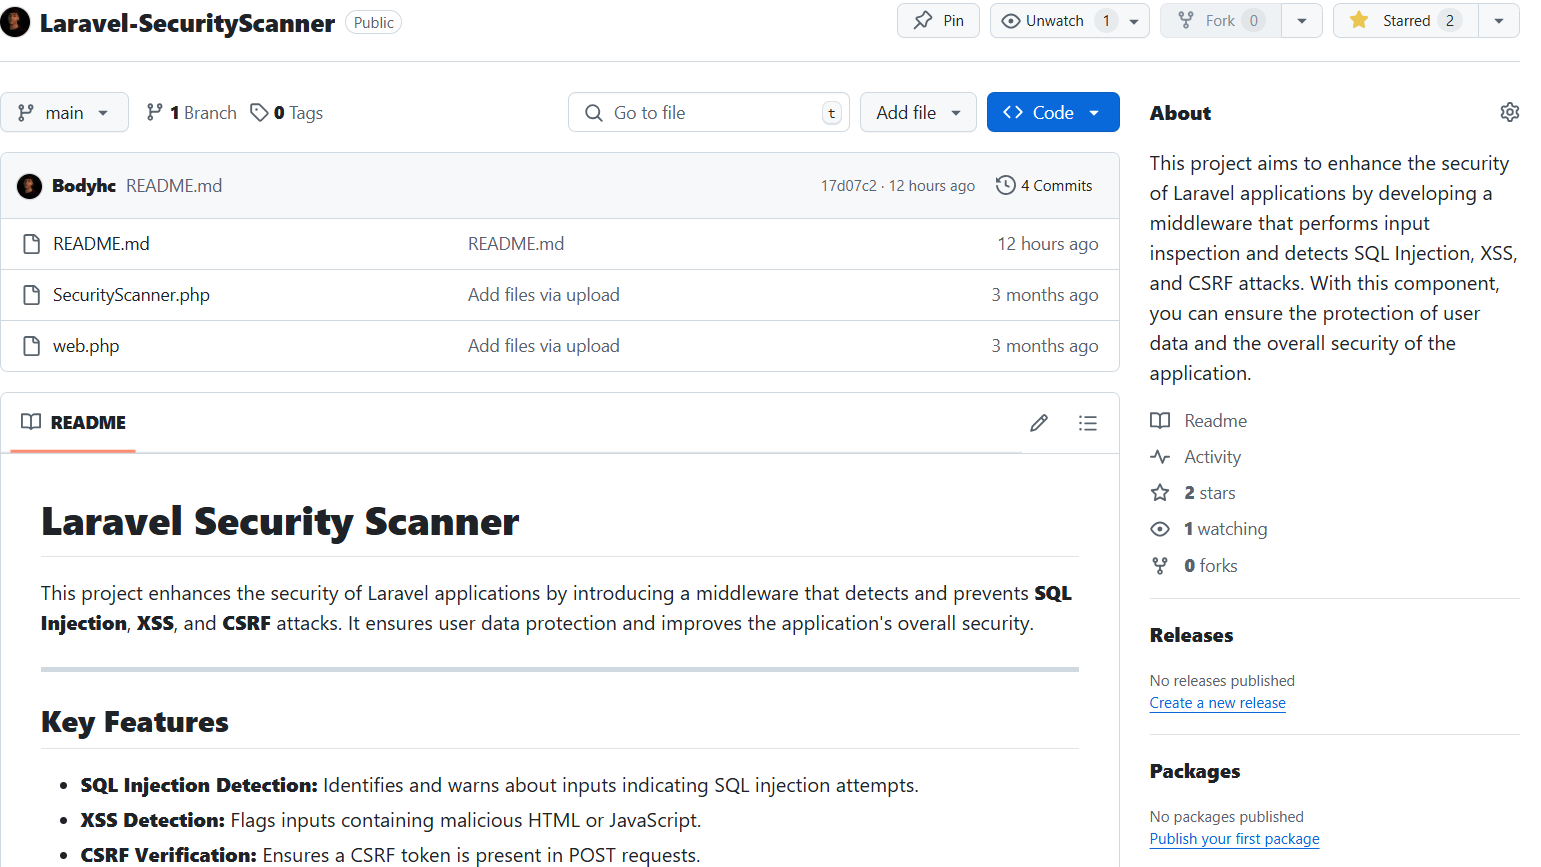 Laravel-SecurityScanner Public Pin Unwatch 1 Fork 0 Starred 2
main 1 Branch 0 Tags Go to file t Add file Code
Bodyhc README.md 17d07c2 · 12 hours ago 4 Commits
README.md README.md 12 hours ago
SecurityScanner.php Add files via upload 3 months ago
web.php Add files via upload 3 months ago
README
Laravel Security Scanner
This project enhances the security of Laravel applications by introducing a middleware that detects and prevents SQL
Injection, XSS, and CSRF attacks. It ensures user data protection and improves the application's overall security.
Key Features
• SQL Injection Detection: Identifies and warns about inputs indicating SQL injection attempts.
• XSS Detection: Flags inputs containing malicious HTML or JavaScript.
• CSRF Verification: Ensures a CSRF token is present in POST requests.
About
This project aims to enhance the security
of Laravel applications by developing a
middleware that performs input
inspection and detects SQL Injection, XSS,
and CSRF attacks. With this component,
you can ensure the protection of user
data and the overall security of the
application.
Readme
Activity
2 stars
1 watching
0 forks
Releases
No releases published
Create a new release
Packages
No packages published
Publish your first package